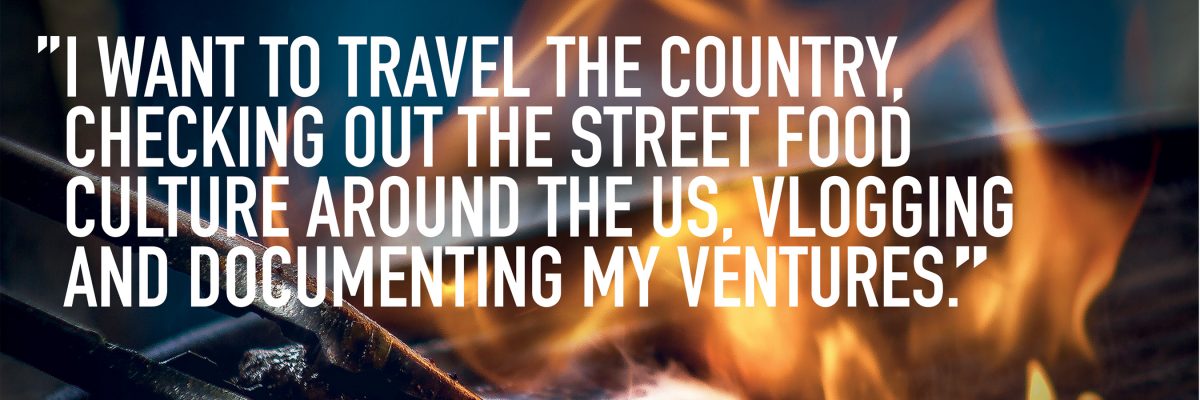 "I WANT TO TRAVEL THE COUNTRY,
CHECKING OUT THE STREET FOOD
CULTURE AROUND THE US, VLOGGING
AND DOCUMENTING MY VENTURES."